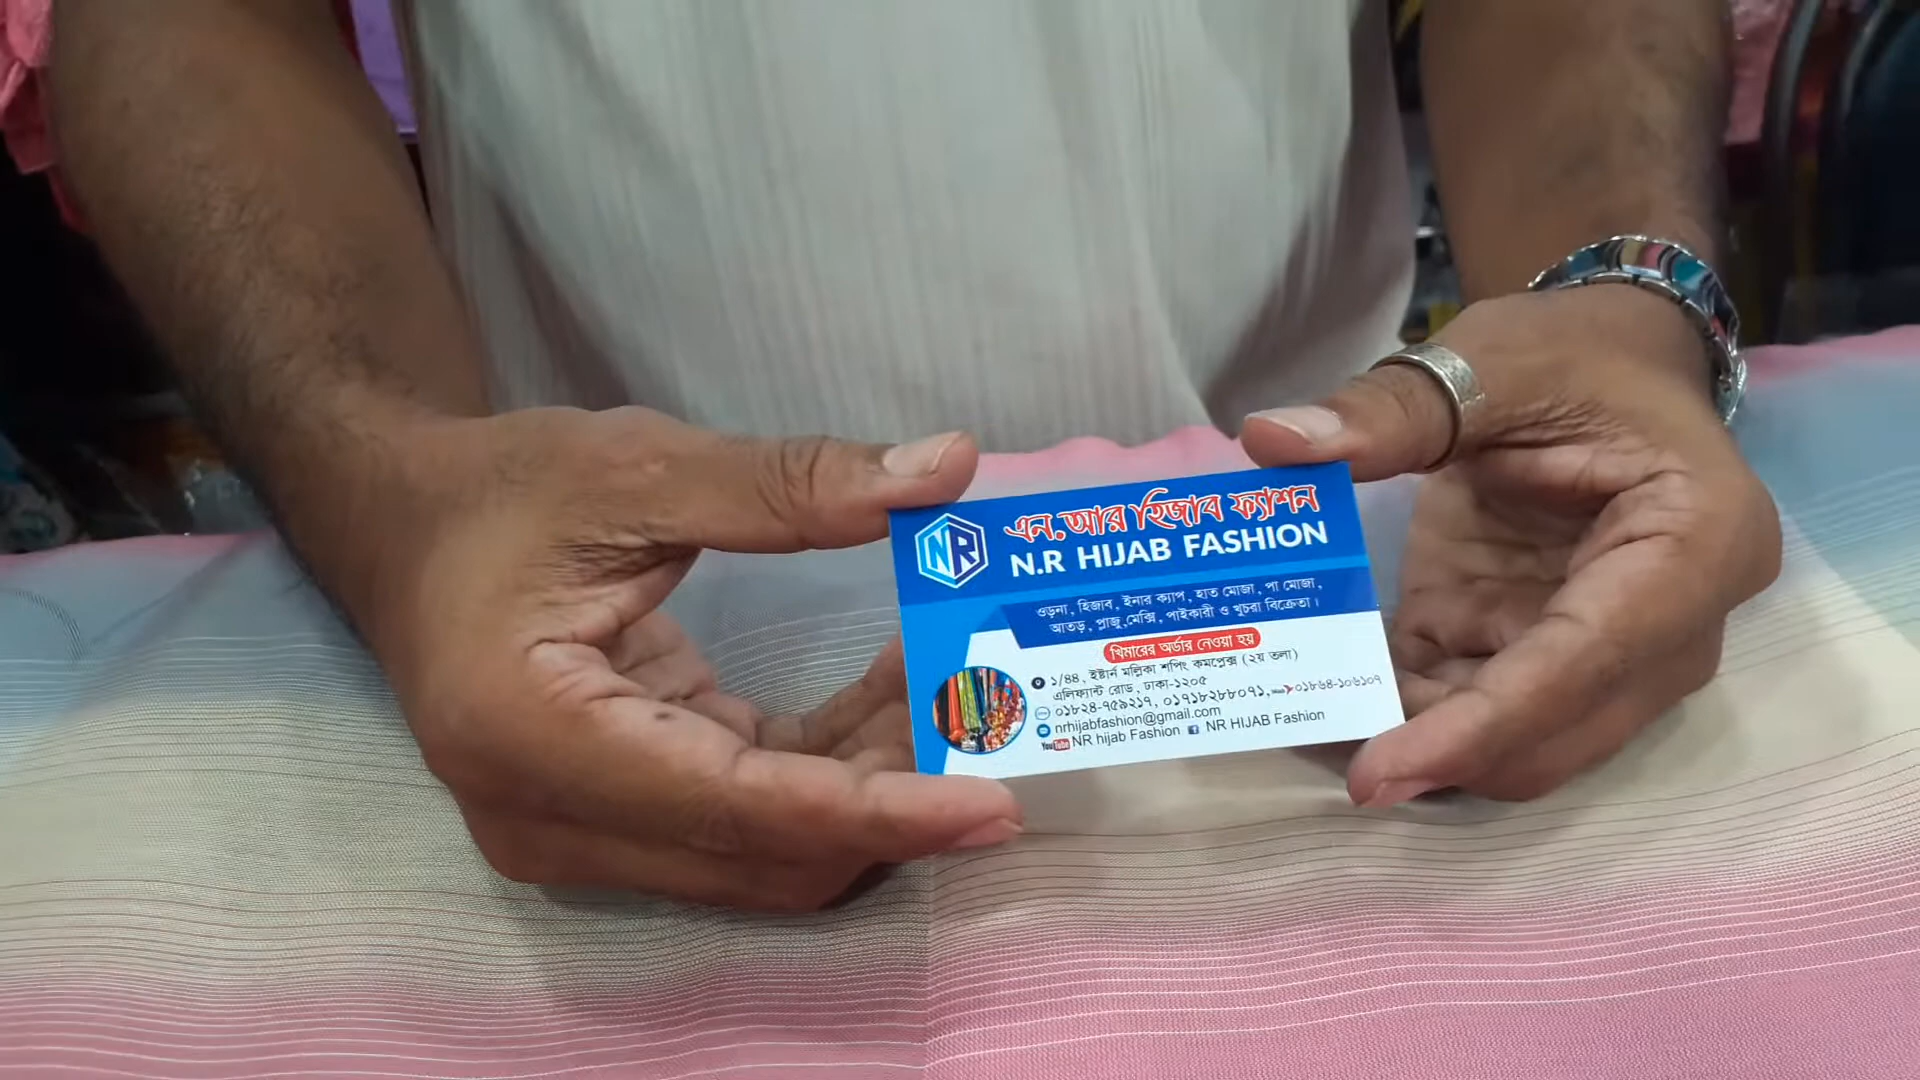 NR
এন.আর হিজাব ফ্যাশন
N.R HIJAB FASHION
ওড়না, হিজাব, ইনার ক্যাপ, হাত মোজা, পা মোজা,
আতড়, প্লাজু,মেক্সি, পাইকারী ও খুচরা বিক্রেতা।
খিমারের অর্ডার নেওয়া হয়
১/৪৪, ইষ্টার্ন মল্লিকা শপিং কমপ্লেক্স (২য় তলা)
এলিফ্যান্ট রোড, ঢাকা-১২০৫
০১৮২৪-৭৫৯২১৭, ০১৭১৮২৮৮০৭১, ০১৮৬৪-১০৬১০৭
nrhijabfashion@gmail.com
YouTube NR hijab Fashion f NR HIJAB Fashion